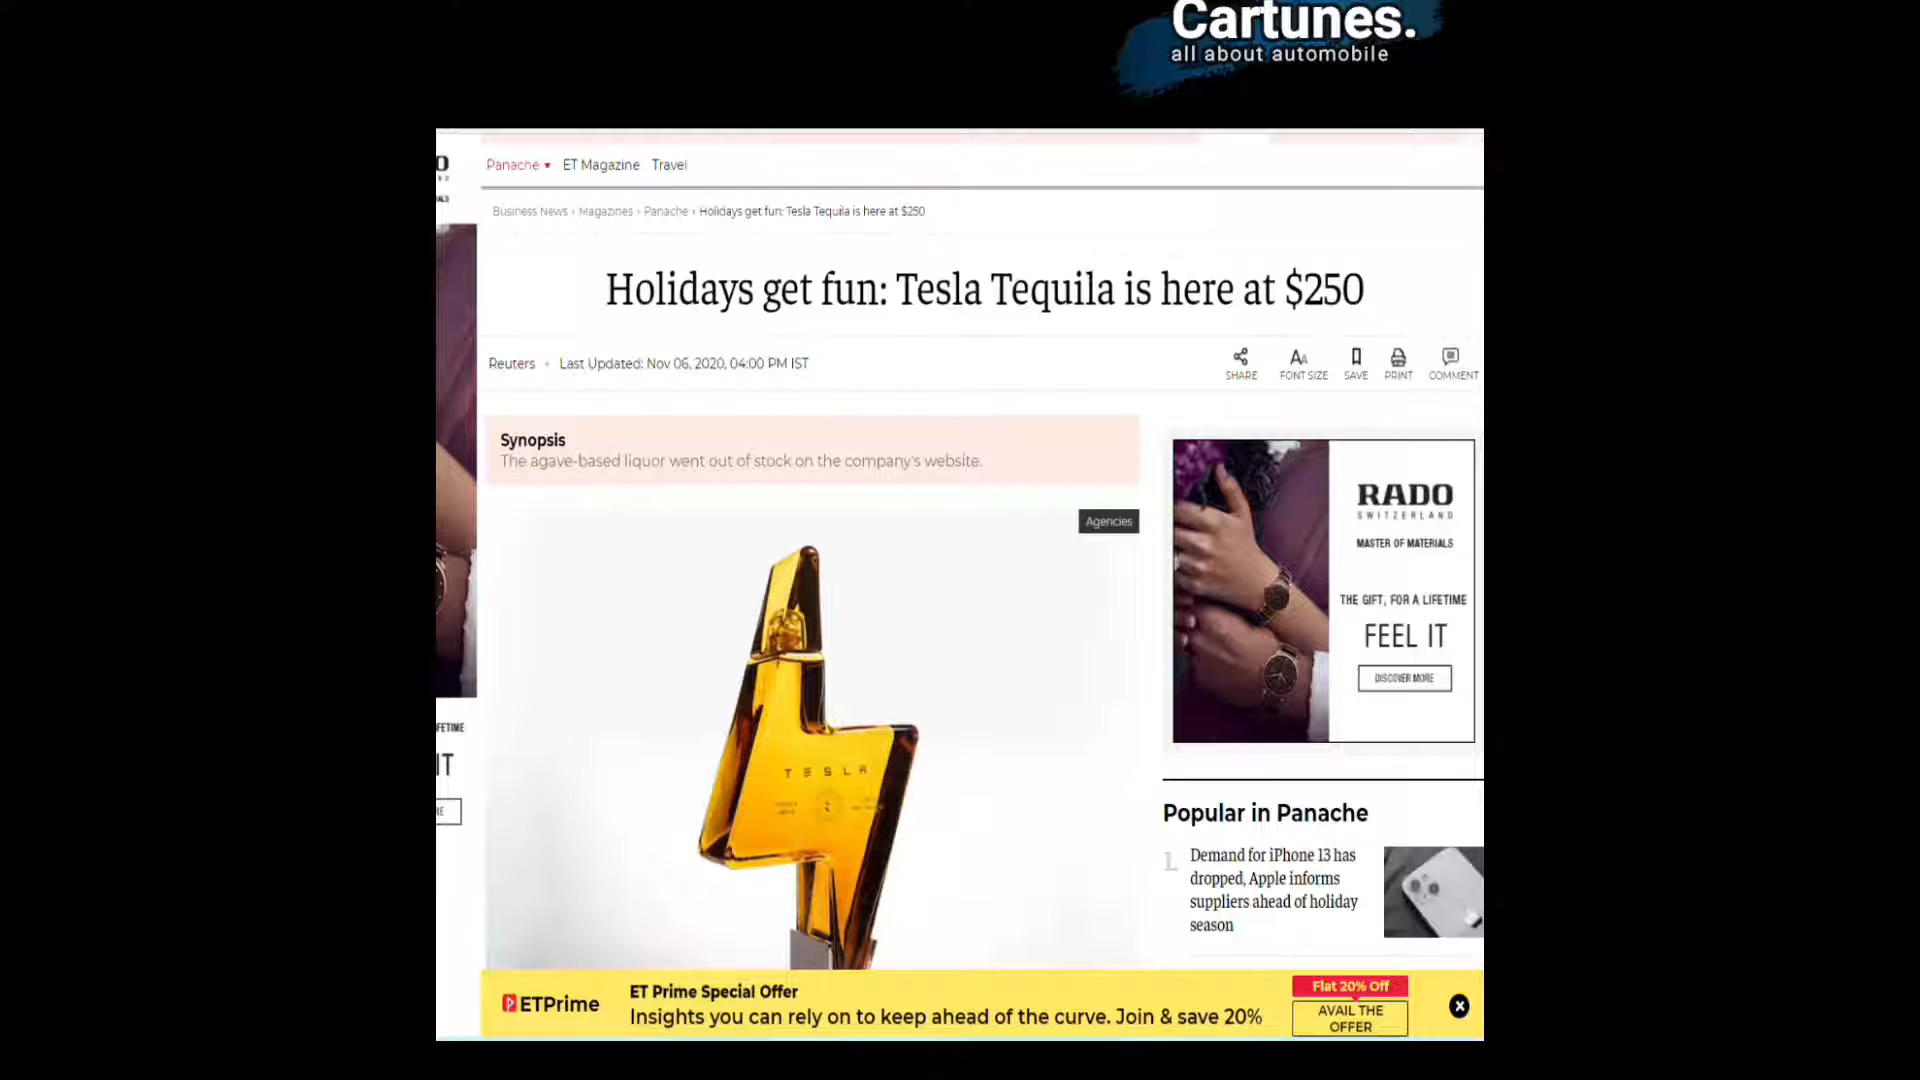 Cartunes.
all about automobile
Panache ▾ ET Magazine Travel
Business News › Magazines › Panache › Holidays get fun: Tesla Tequila is here at $250
Holidays get fun: Tesla Tequila is here at $250
Reuters • Last Updated: Nov 06, 2020, 04:00 PM IST
SHARE FONT SIZE SAVE PRINT COMMENT
Synopsis
The agave-based liquor went out of stock on the company's website.
Agencies
TESLA
RADO
SWITZERLAND
MASTER OF MATERIALS
THE GIFT, FOR A LIFETIME
FEEL IT
DISCOVER MORE
FETIME
IT
RE
Popular in Panache
1. Demand for iPhone 13 has
dropped, Apple informs
suppliers ahead of holiday
season
ETPrime
ET Prime Special Offer
Insights you can rely on to keep ahead of the curve. Join & save 20%
Flat 20% Off
AVAIL THE
OFFER